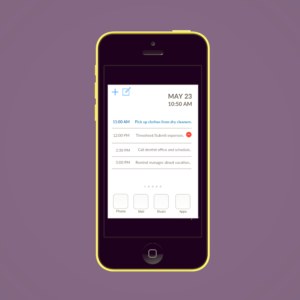 MAY 23
10:50 AM
11:00 AM Pick up clothes from the cleaners.
12:00 PM Timesheet/Submit expenses.
2:30 PM Call dentists office and schedule.
3:00 PM Remind manager about vacation.
Phone Mail Music Apps